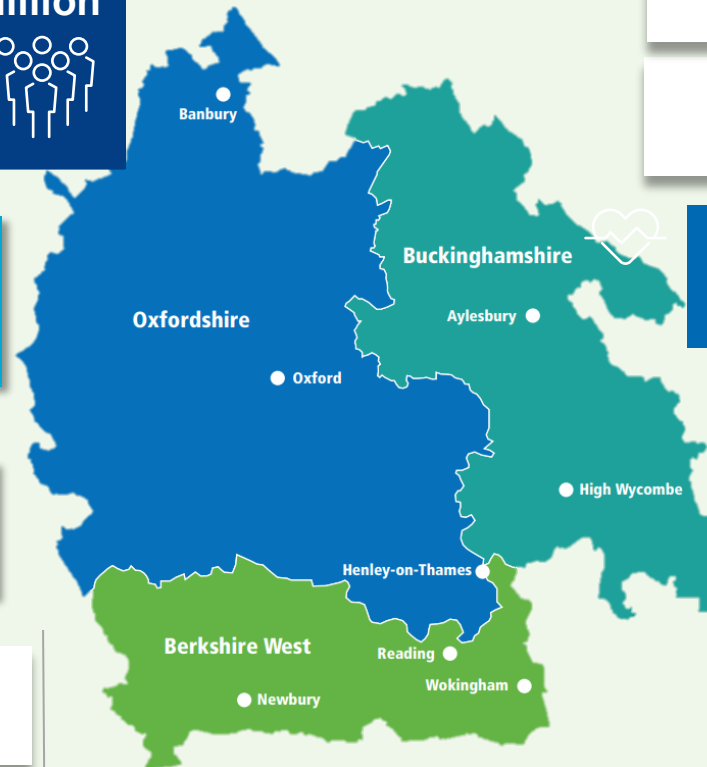 Banbury
Buckinghamshire
Oxfordshire
Aylesbury
Oxford
High Wycombe
Henley-on-Thames
Berkshire West
Reading
Wokingham
Newbury